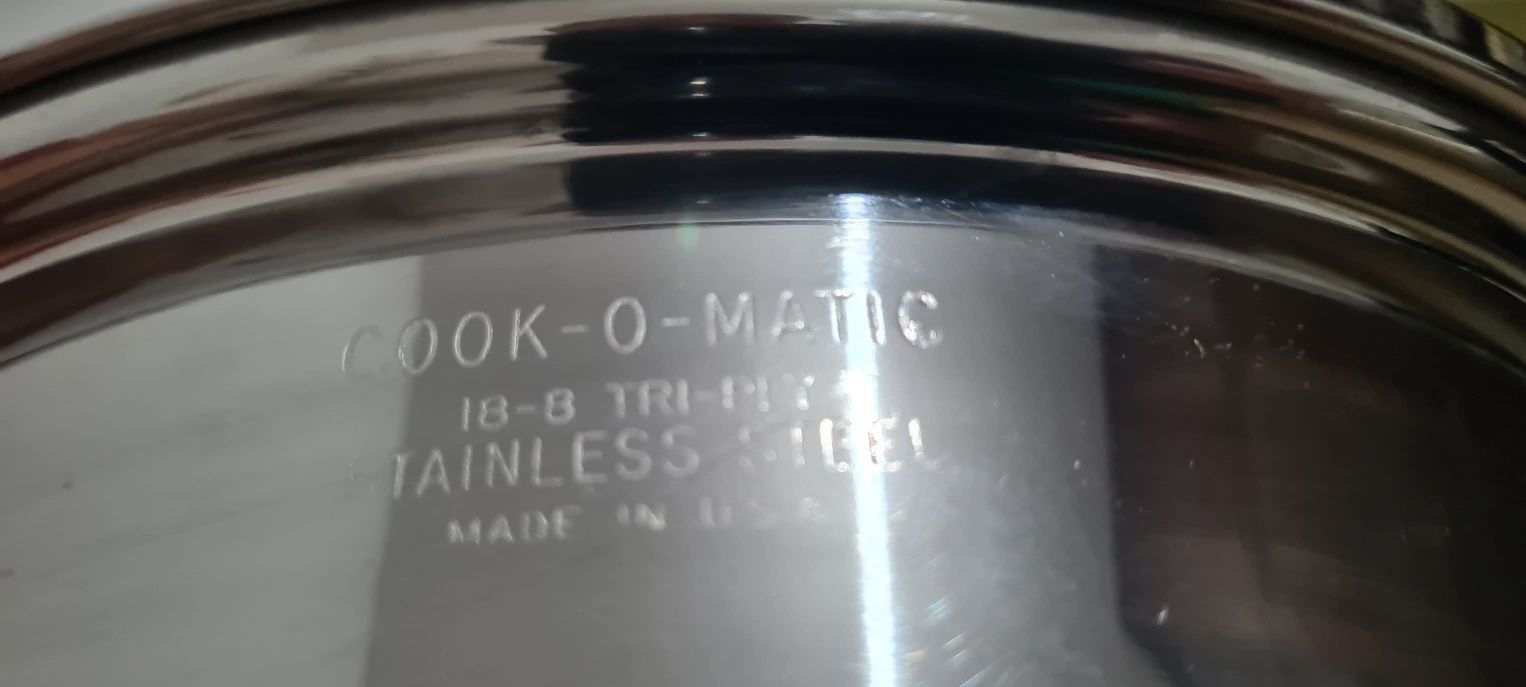 COOK-O-MATIC
18-8 TRI-PLY
STAINLESS STEEL
MADE IN U S A